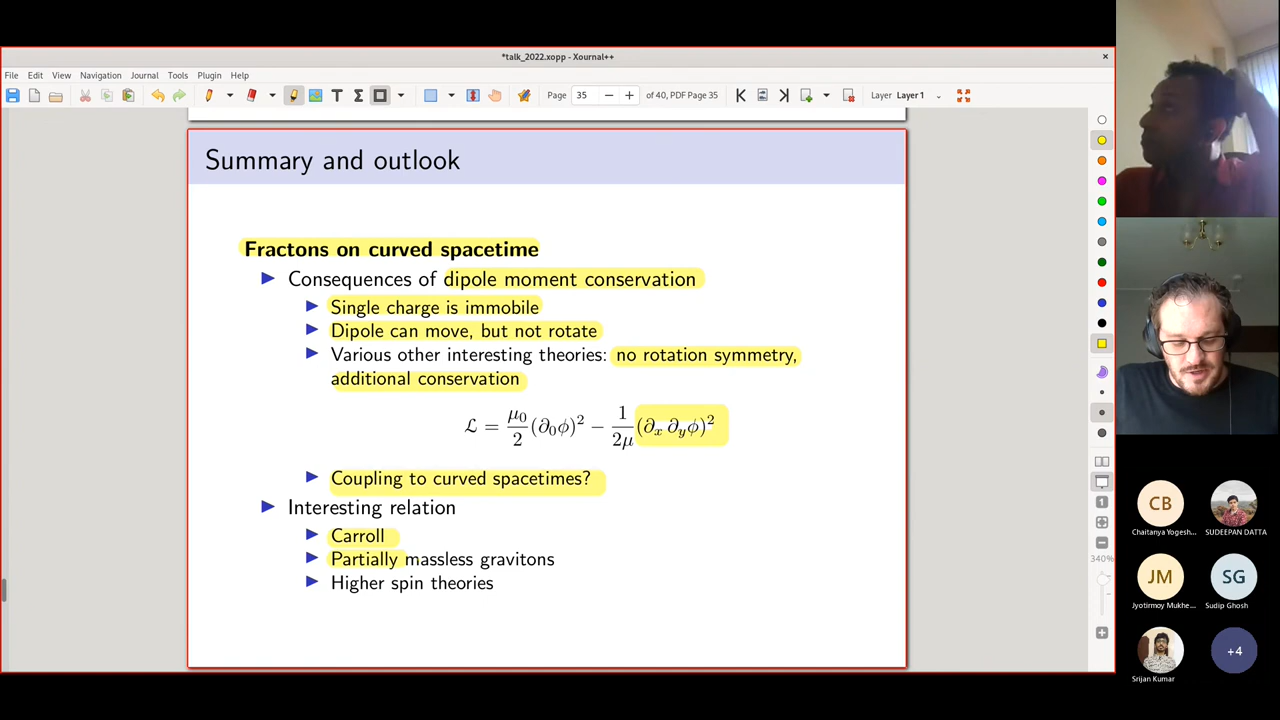 *talk_2022.xopp - Xournal++
File Edit View Navigation Journal Tools Plugin Help
Page 35 of 40, PDF Page 35 Layer Layer 1
Summary and outlook
Fractons on curved spacetime
Consequences of dipole moment conservation
Single charge is immobile
Dipole can move, but not rotate
Various other interesting theories: no rotation symmetry,
additional conservation
ℒ = μ₀/2 (∂₀ϕ)² − 1/2μ (∂ₓ ∂ᵧϕ)²
Coupling to curved spacetimes?
Interesting relation
Carroll
Partially massless gravitons
Higher spin theories
340%
CB
Chaitanya Yogesh...
SUDEEPAN DATTA
JM
Jyotirmoy Mukhe...
SG
Sudip Ghosh
Srijan Kumar
+4